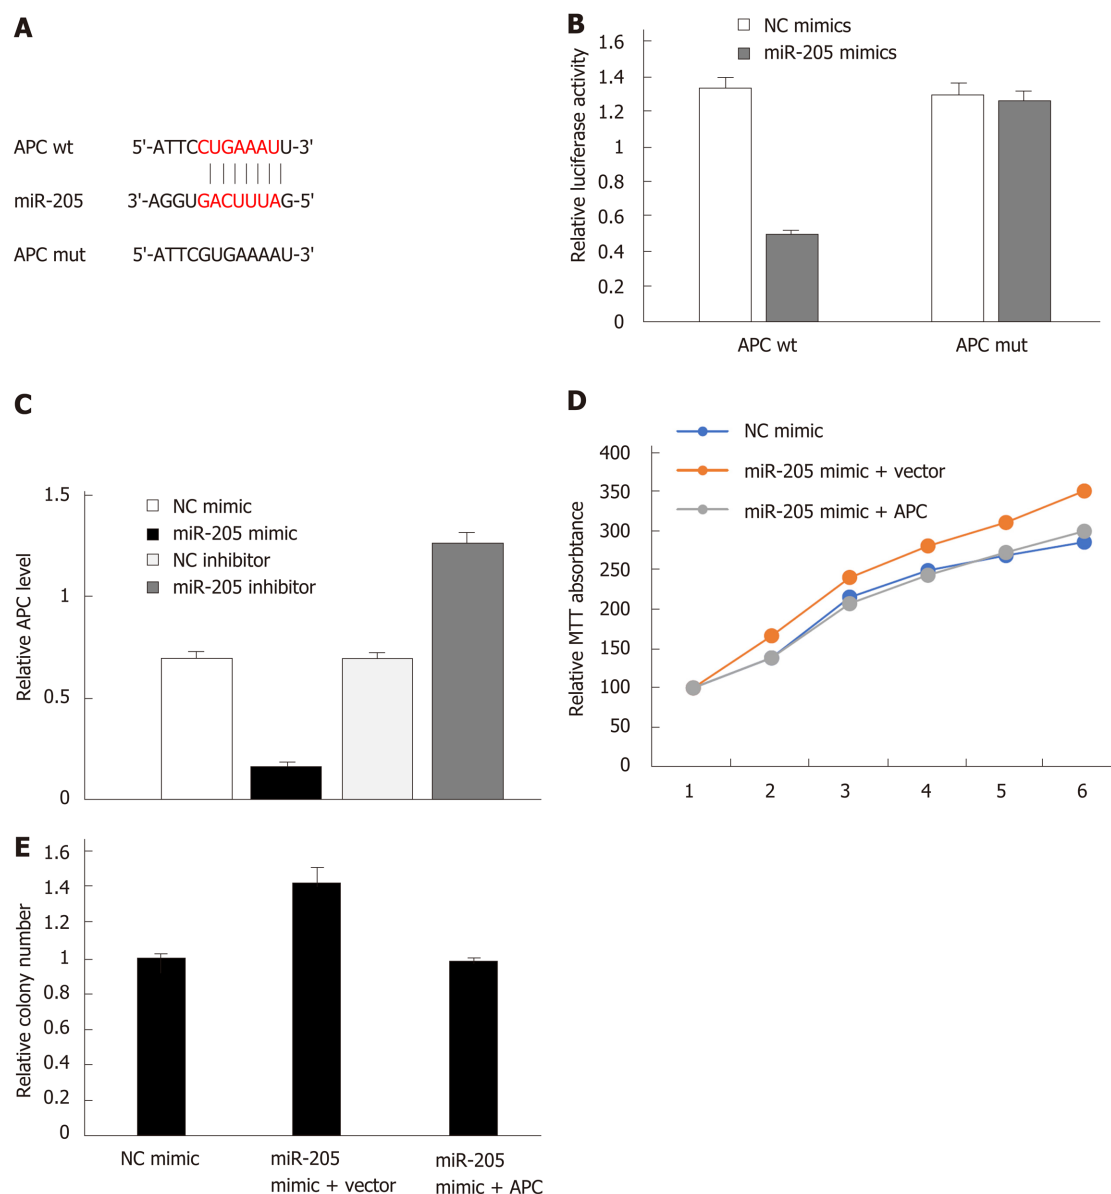 A
APC wt 5'-ATTCCUGAAAUU-3'
miR-205 3'-AGGUGACUUUAG-5'
APC mut 5'-ATTCGUGAAAAU-3'
B
NC mimics
miR-205 mimics
Relative luciferase activity
1.6
1.4
1.2
1
0.8
0.6
0.4
0.2
0
APC wt
APC mut
C
NC mimic
miR-205 mimic
NC inhibitor
miR-205 inhibitor
Relative APC level
1.5
1
0.5
0
D
NC mimic
miR-205 mimic + vector
miR-205 mimic + APC
Relative MTT absorbtance
400
350
300
250
200
150
100
50
0
1 2 3 4 5 6
E
Relative colony number
1.6
1.4
1.2
1
0.8
0.6
0.4
0.2
0
NC mimic
miR-205
mimic + vector
miR-205
mimic + APC